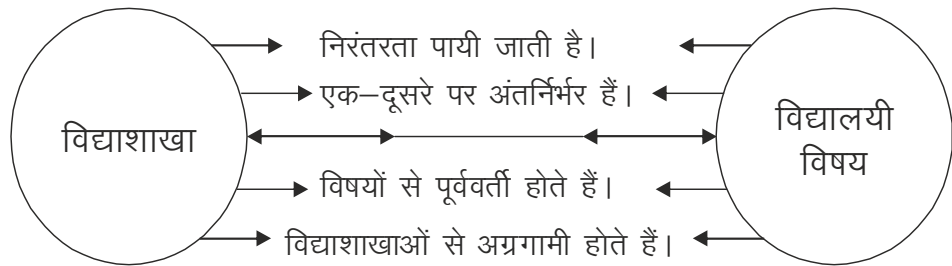 निरंतरता पायी जाती है।
एक–दूसरे पर अंतर्निर्भर हैं।
विद्याशाखा
विद्यालयी
विषय
विषयों से पूर्ववर्ती होते हैं।
विद्याशाखाओं से अग्रगामी होते हैं।